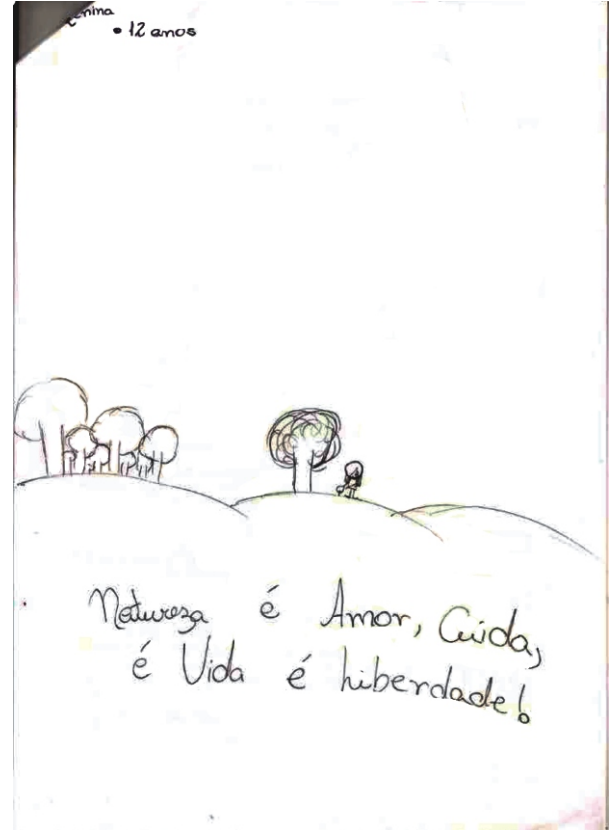 • 12 anos
Natureza é Amor, Cuida,
é Vida é liberdade!